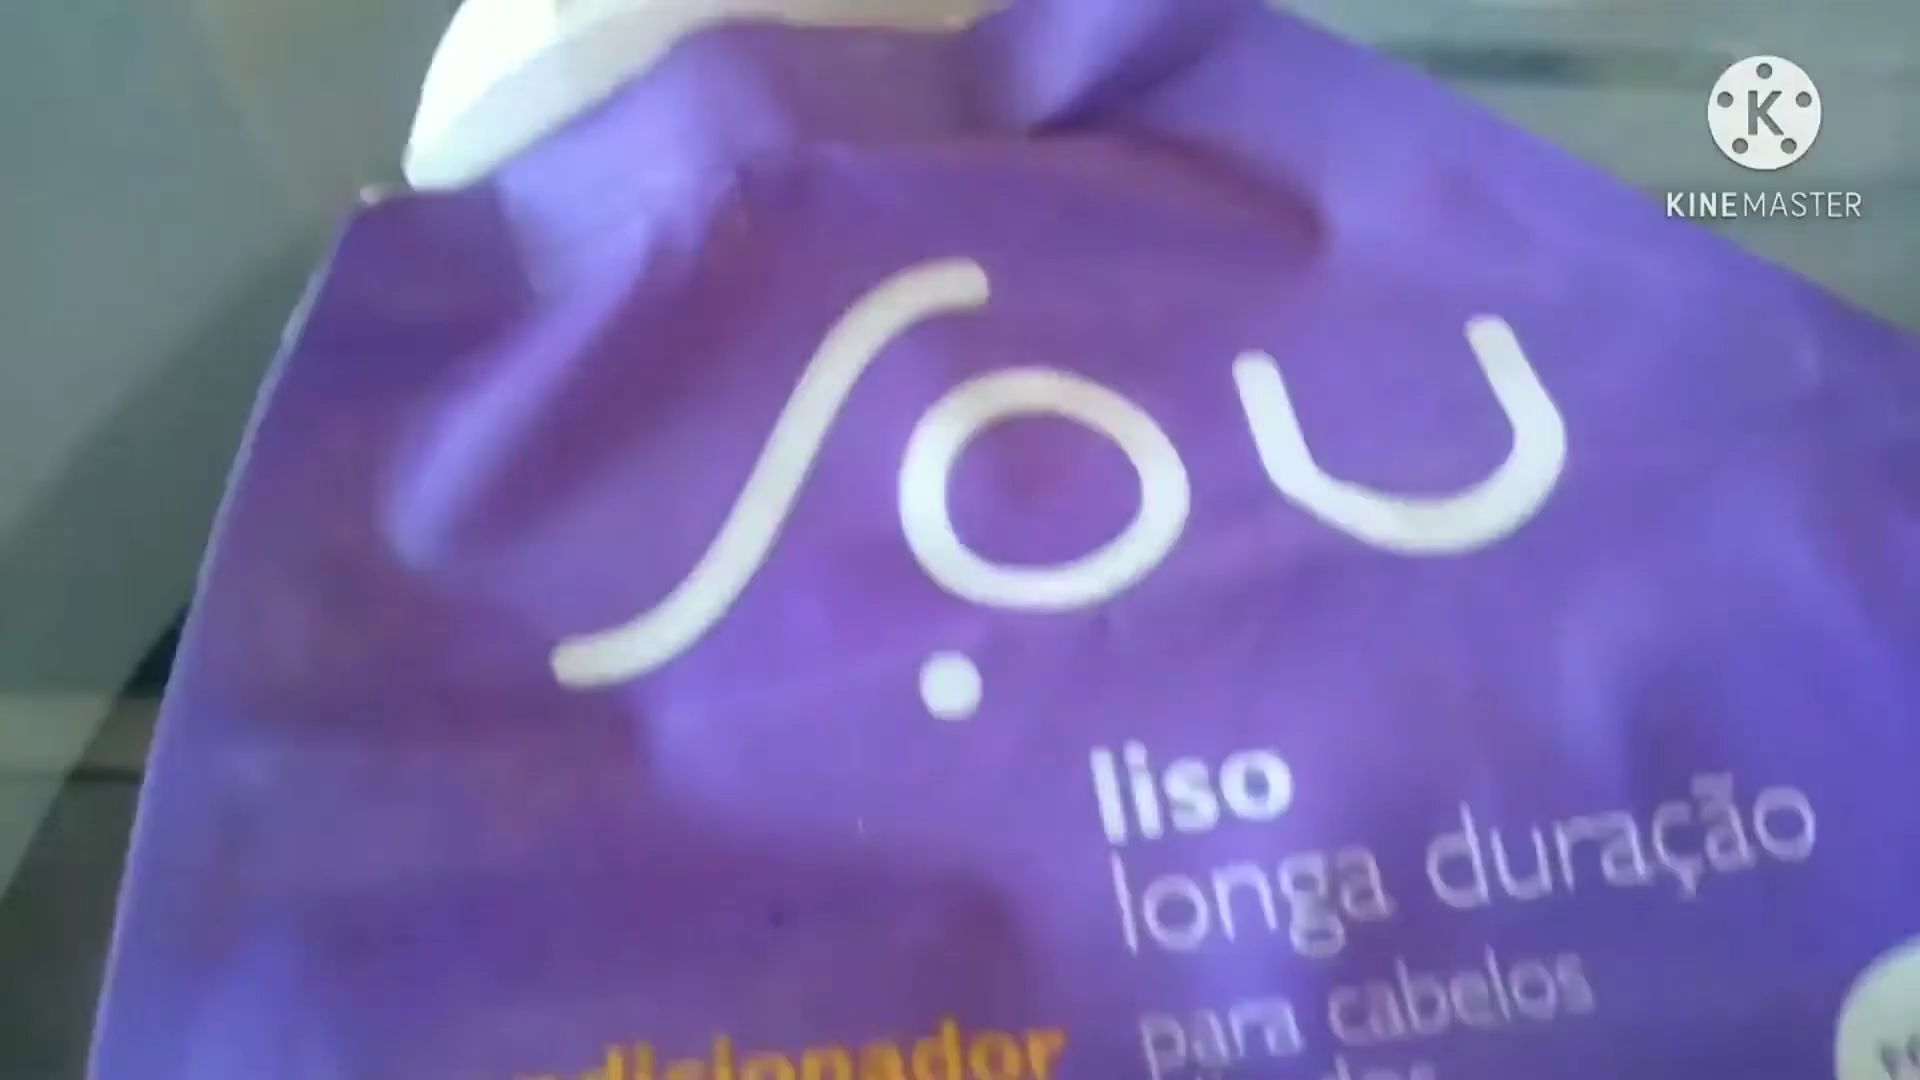 KINEMASTER
SOU
liso
longa duração
para cabelos